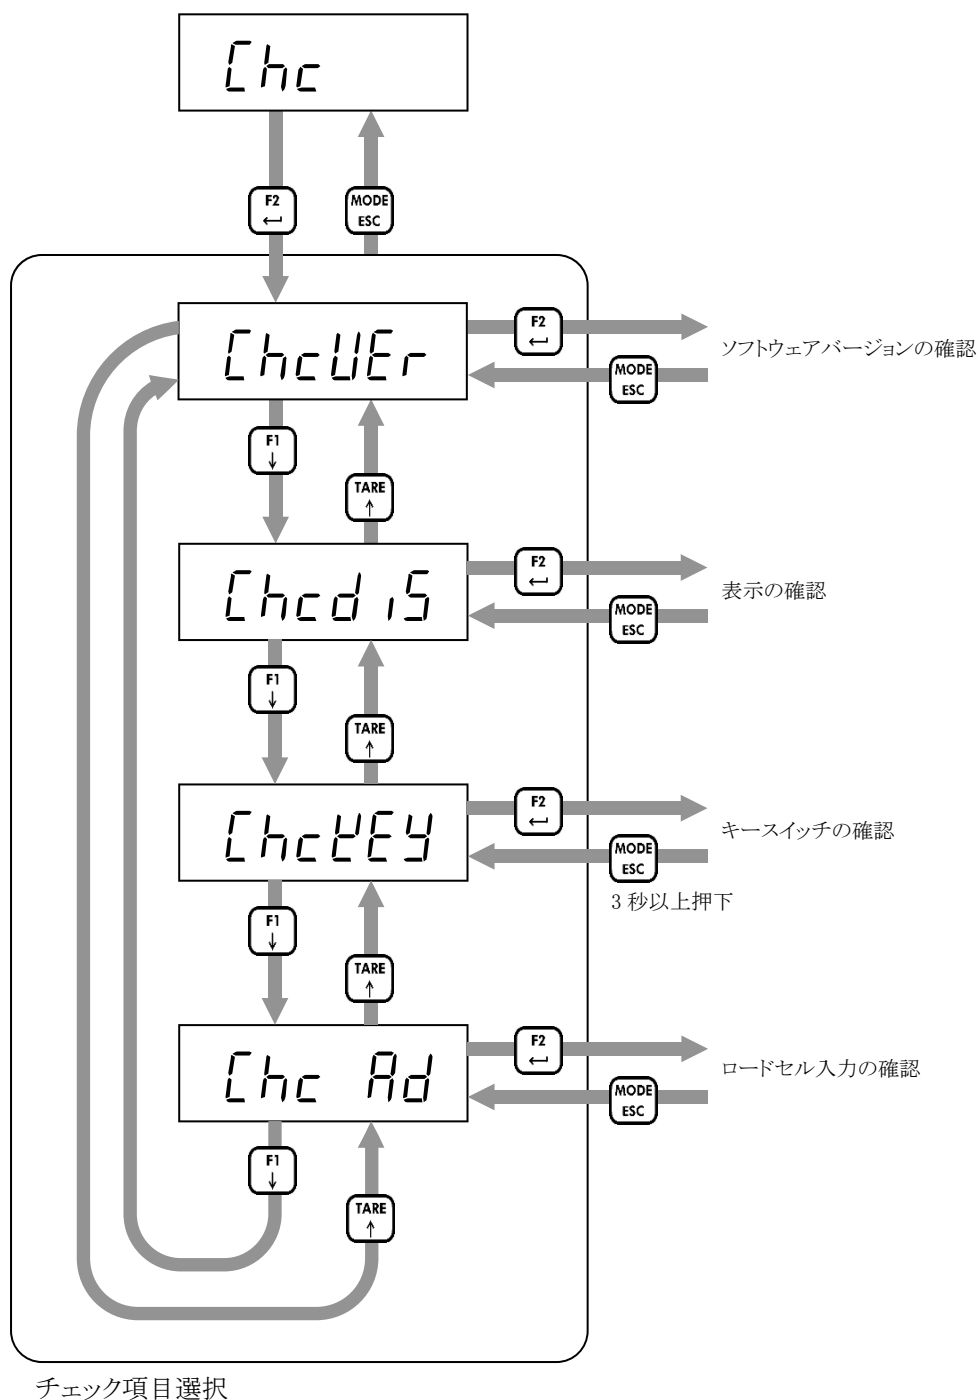 Chc
F2
←
MODE
ESC
ChcVEr
F2
←
MODE
ESC
ソフトウェアバージョンの確認
F1
↓
TARE
↑
ChcdiS
F2
←
MODE
ESC
表示の確認
F1
↓
TARE
↑
ChcKEY
F2
←
MODE
ESC
キースイッチの確認
3 秒以上押下
F1
↓
TARE
↑
Chc Ad
F2
←
MODE
ESC
ロードセル入力の確認
F1
↓
TARE
↑
チェック項目選択